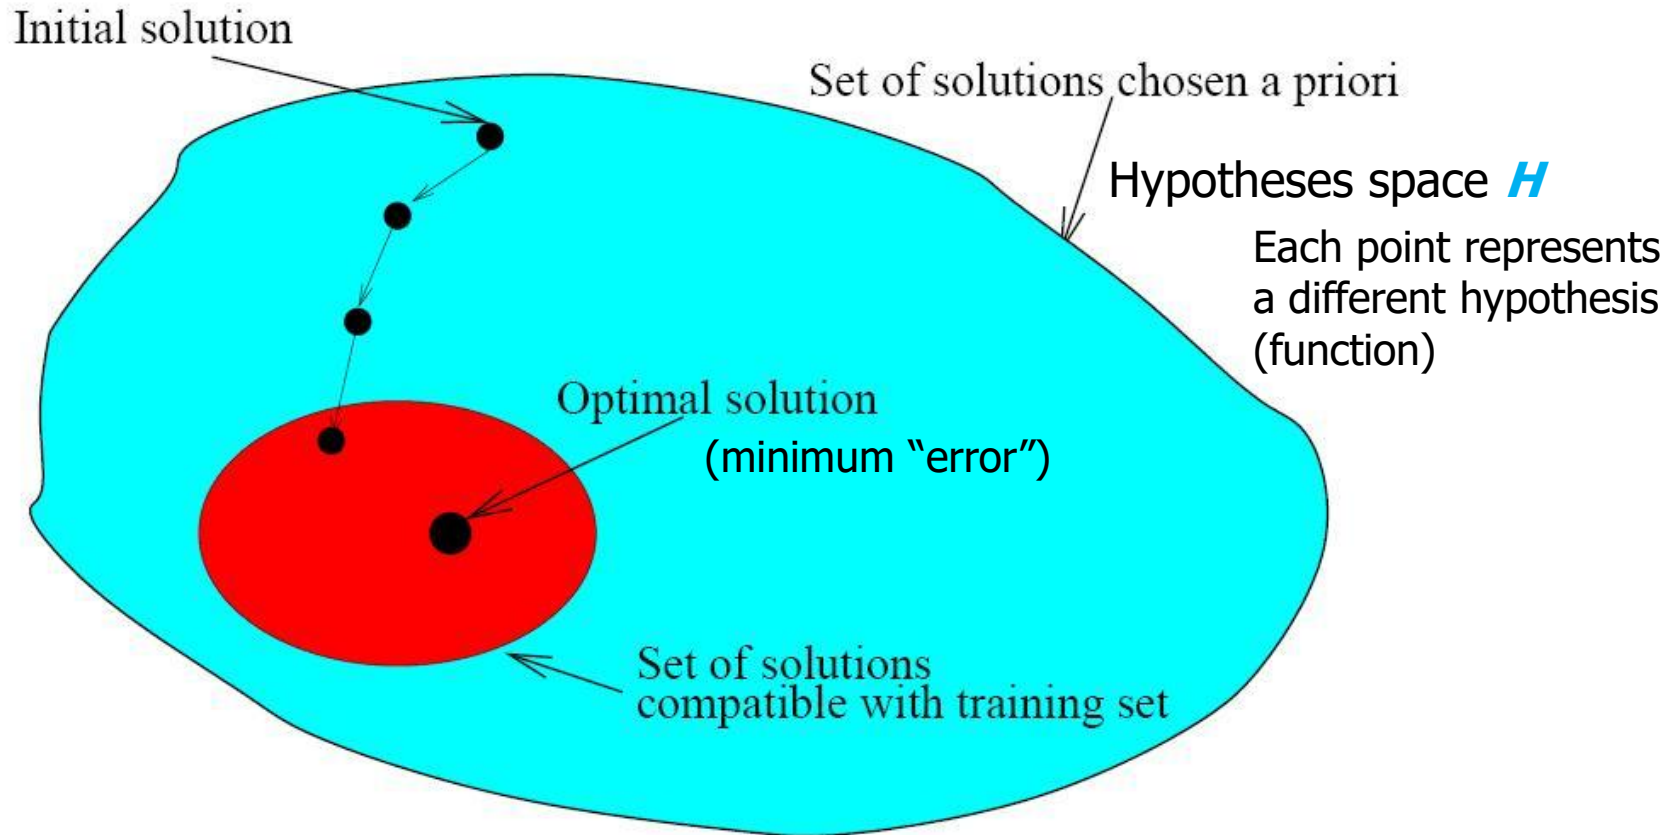 Initial solution
Set of solutions chosen a priori
Hypotheses space H
Each point represents
a different hypothesis
(function)
Optimal solution
(minimum “error”)
Set of solutions
compatible with training set